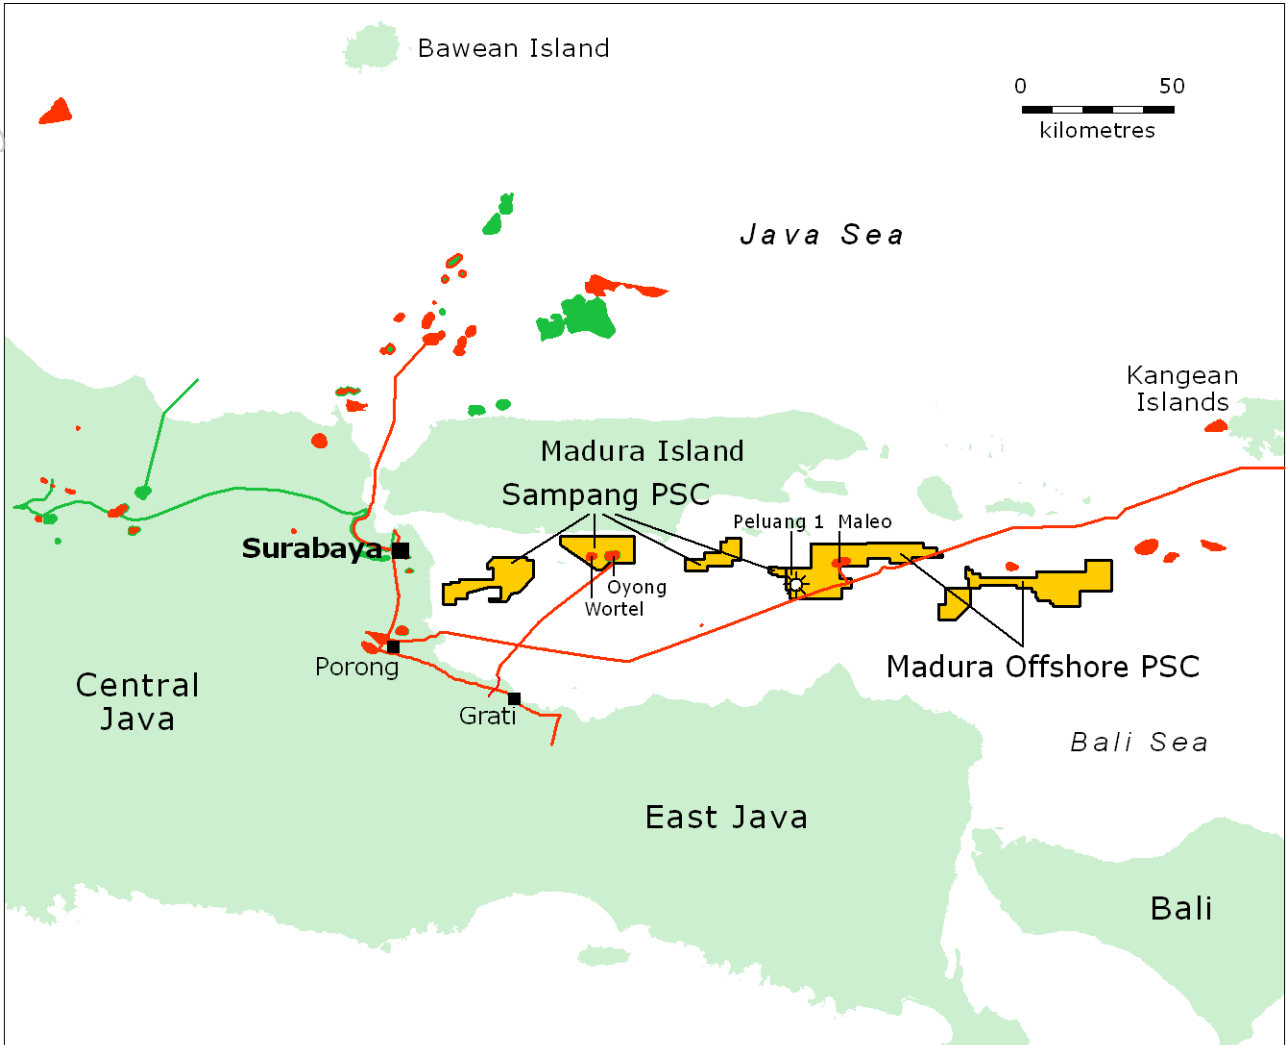 Bawean Island
0 50
kilometres
Java Sea
Kangean
Islands
Madura Island
Sampang PSC
Peluang 1 Maleo
Surabaya
Oyong
Wortel
Porong
Madura Offshore PSC
Central
Java
Grati
Bali Sea
East Java
Bali